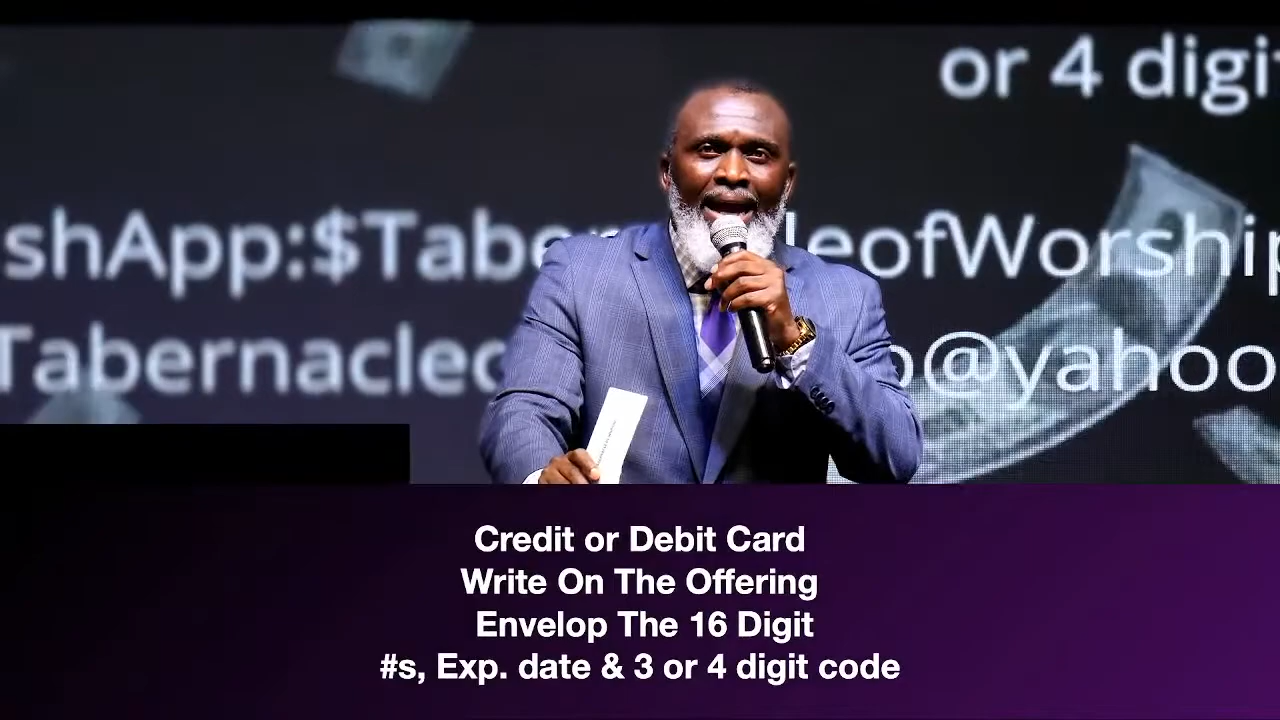 or 4 digit
shApp:$Tabe leofWorship
Tabernacle o@yahoo
Credit or Debit Card
Write On The Offering
Envelop The 16 Digit
#s, Exp. date & 3 or 4 digit code